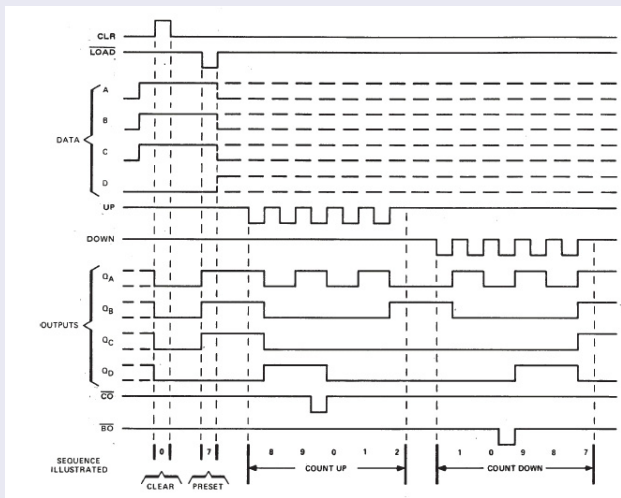 CLR
LOAD
A
B
DATA
C
D
UP
DOWN
QA
QB
OUTPUTS
QC
QD
CO
BO
SEQUENCE ILLUSTRATED
0 7 8 9 0 1 2 1 0 9 8 7
CLEAR PRESET COUNT UP COUNT DOWN